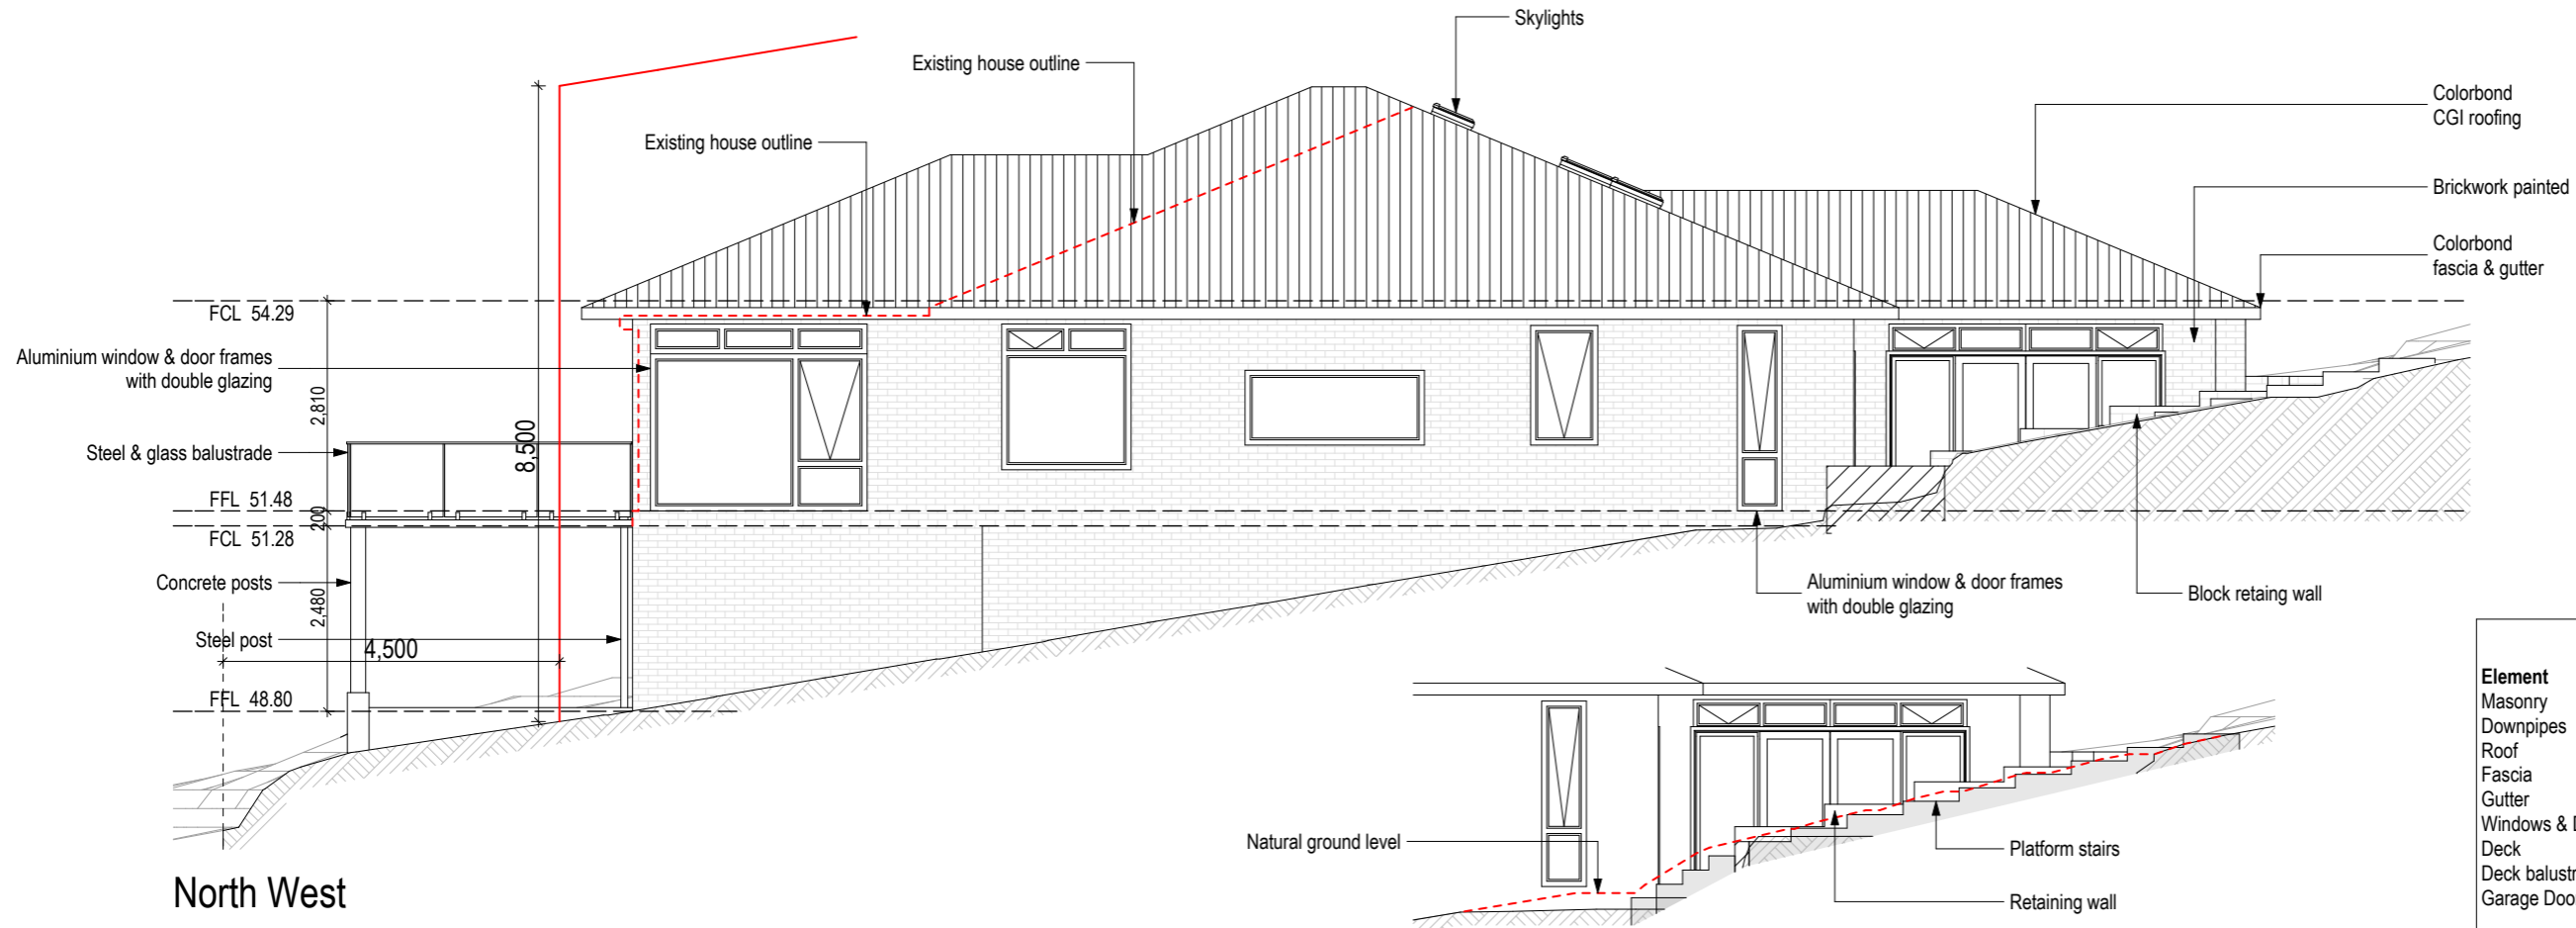 Skylights
Existing house outline
Existing house outline
Colorbond
CGI roofing
Brickwork painted
Colorbond
fascia & gutter
FCL 54.29
Aluminium window & door frames
with double glazing
2,810
8,500
Steel & glass balustrade
FFL 51.48
200
FCL 51.28
Concrete posts
2,480
Steel post
4,500
FFL 48.80
Aluminium window & door frames
with double glazing
Block retaing wall
Natural ground level
Platform stairs
Retaining wall
North West
Element
Masonry
Downpipes
Roof
Fascia
Gutter
Windows &
Deck
Deck
Garage